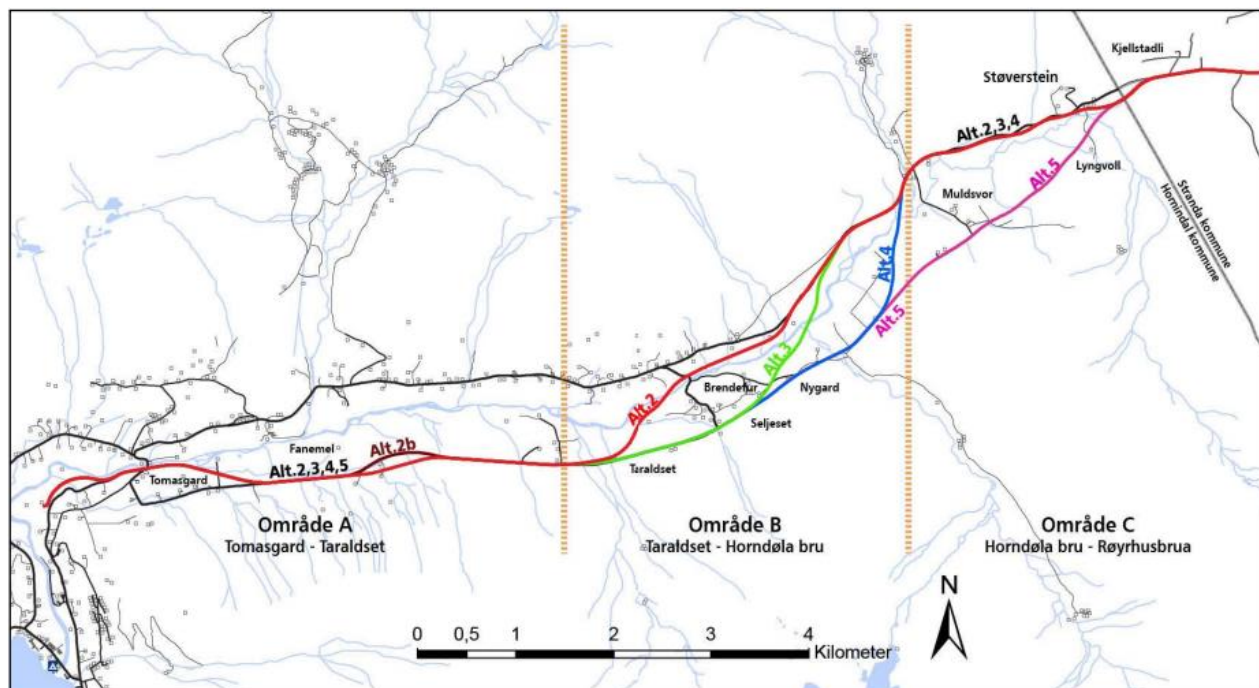 Kjellstadli
Støverstein
Alt.2,3,4
Alt.5
Lyngvoll
Muldsvor
Stranda kommune
Hornindal kommune
Alt.4
Alt.5
Alt.3
Brendefur
Nygard
Alt.2
Seljeset
Fanemel
Alt.2b
Taraldset
Tomasgard
Alt.2,3,4,5
Område A
Tomasgard - Taraldset
Område B
Taraldset - Horndøla bru
Område C
Horndøla bru - Røyrhusbrua
N
0 0,5 1 2 3 4
Kilometer